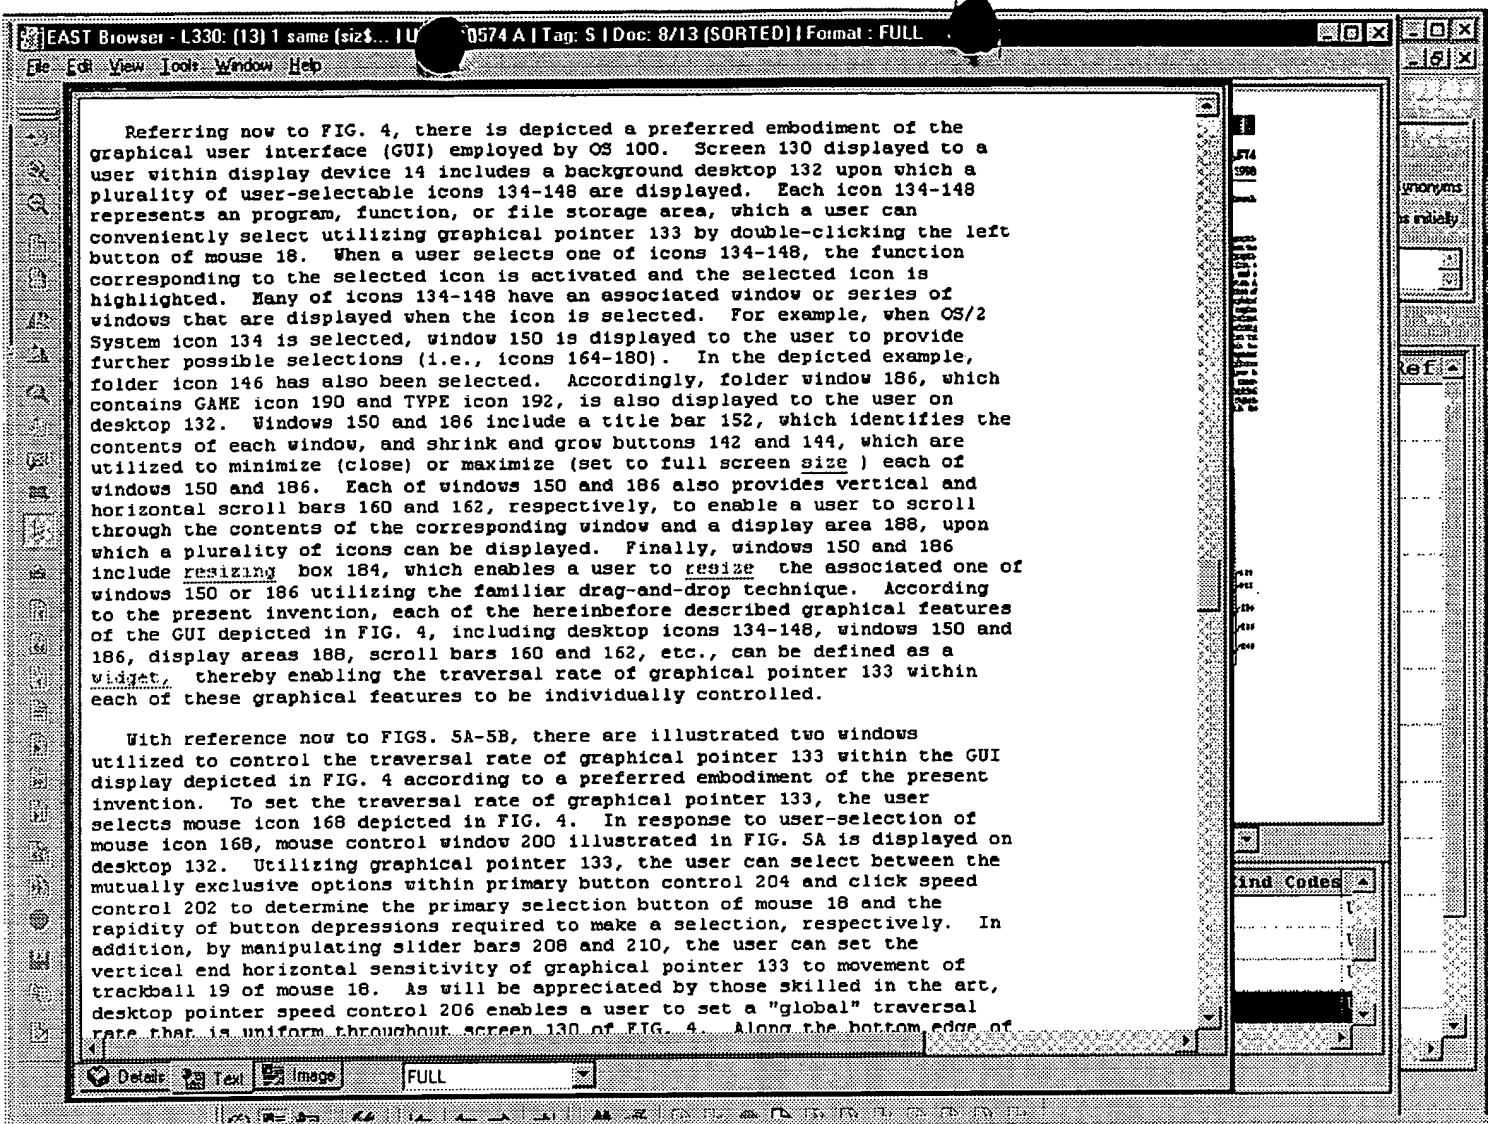 EAST Browser - L330: (13) 1 same (siz$... | U 0574 A | Tag: S | Doc: 8/13 (SORTED) | Format : FULL
File Edit View Tools Window Help
Referring now to FIG. 4, there is depicted a preferred embodiment of the
graphical user interface (GUI) employed by OS 100. Screen 130 displayed to a
user within display device 14 includes a background desktop 132 upon which a
plurality of user-selectable icons 134-148 are displayed. Each icon 134-148
represents an program, function, or file storage area, which a user can
conveniently select utilizing graphical pointer 133 by double-clicking the left
button of mouse 18. When a user selects one of icons 134-148, the function
corresponding to the selected icon is activated and the selected icon is
highlighted. Many of icons 134-148 have an associated window or series of
windows that are displayed when the icon is selected. For example, when OS/2
System icon 134 is selected, window 150 is displayed to the user to provide
further possible selections (i.e., icons 164-180). In the depicted example,
folder icon 146 has also been selected. Accordingly, folder window 186, which
contains GAME icon 190 and TYPE icon 192, is also displayed to the user on
desktop 132. Windows 150 and 186 include a title bar 152, which identifies the
contents of each window, and shrink and grow buttons 142 and 144, which are
utilized to minimize (close) or maximize (set to full screen size ) each of
windows 150 and 186. Each of windows 150 and 186 also provides vertical and
horizontal scroll bars 160 and 162, respectively, to enable a user to scroll
through the contents of the corresponding window and a display area 188, upon
which a plurality of icons can be displayed. Finally, windows 150 and 186
include resizing box 184, which enables a user to resize the associated one of
windows 150 or 186 utilizing the familiar drag-and-drop technique. According
to the present invention, each of the hereinbefore described graphical features
of the GUI depicted in FIG. 4, including desktop icons 134-148, windows 150 and
186, display areas 188, scroll bars 160 and 162, etc., can be defined as a
widget, thereby enabling the traversal rate of graphical pointer 133 within
each of these graphical features to be individually controlled.
With reference now to FIGS. 5A-5B, there are illustrated two windows
utilized to control the traversal rate of graphical pointer 133 within the GUI
display depicted in FIG. 4 according to a preferred embodiment of the present
invention. To set the traversal rate of graphical pointer 133, the user
selects mouse icon 168 depicted in FIG. 4. In response to user-selection of
mouse icon 168, mouse control window 200 illustrated in FIG. 5A is displayed on
desktop 132. Utilizing graphical pointer 133, the user can select between the
mutually exclusive options within primary button control 204 and click speed
control 202 to determine the primary selection button of mouse 18 and the
rapidity of button depressions required to make a selection, respectively. In
addition, by manipulating slider bars 208 and 210, the user can set the
vertical end horizontal sensitivity of graphical pointer 133 to movement of
trackball 19 of mouse 18. As will be appreciated by those skilled in the art,
desktop pointer speed control 206 enables a user to set a "global" traversal
rate that is uniform throughout screen 130 of FIG. 4. Along the bottom edge of
Details Text Image FULL
,574
1998
ynonyms
s initially
Ref
Kind Codes